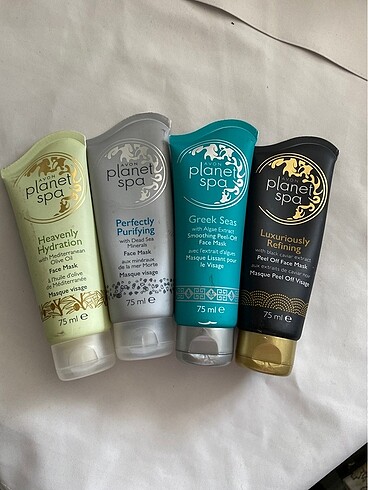 AVON
planet
spa
Heavenly
Hydration
with Mediterranean
Olive Oil
Face Mask
à l'huile d'olive
de Méditerranée
Masque visage
75 ml e
AVON
planet
spa
Perfectly
Purifying
with Dead Sea
Minerals
Face Mask
aux minéraux
de la mer Morte
Masque visage
75 ml e
AVON
planet
spa
Greek Seas
with Algae Extract
Smoothing Peel-Off
Face Mask
avec l'extrait d'algues
Masque Lissant pour
le Visage
75 ml e
AVON
planet
spa
Luxuriously
Refining
with black caviar extract
Peel Off Face Mask
aux extraits de caviar noir
Masque Peel Off Visage
75 ml e